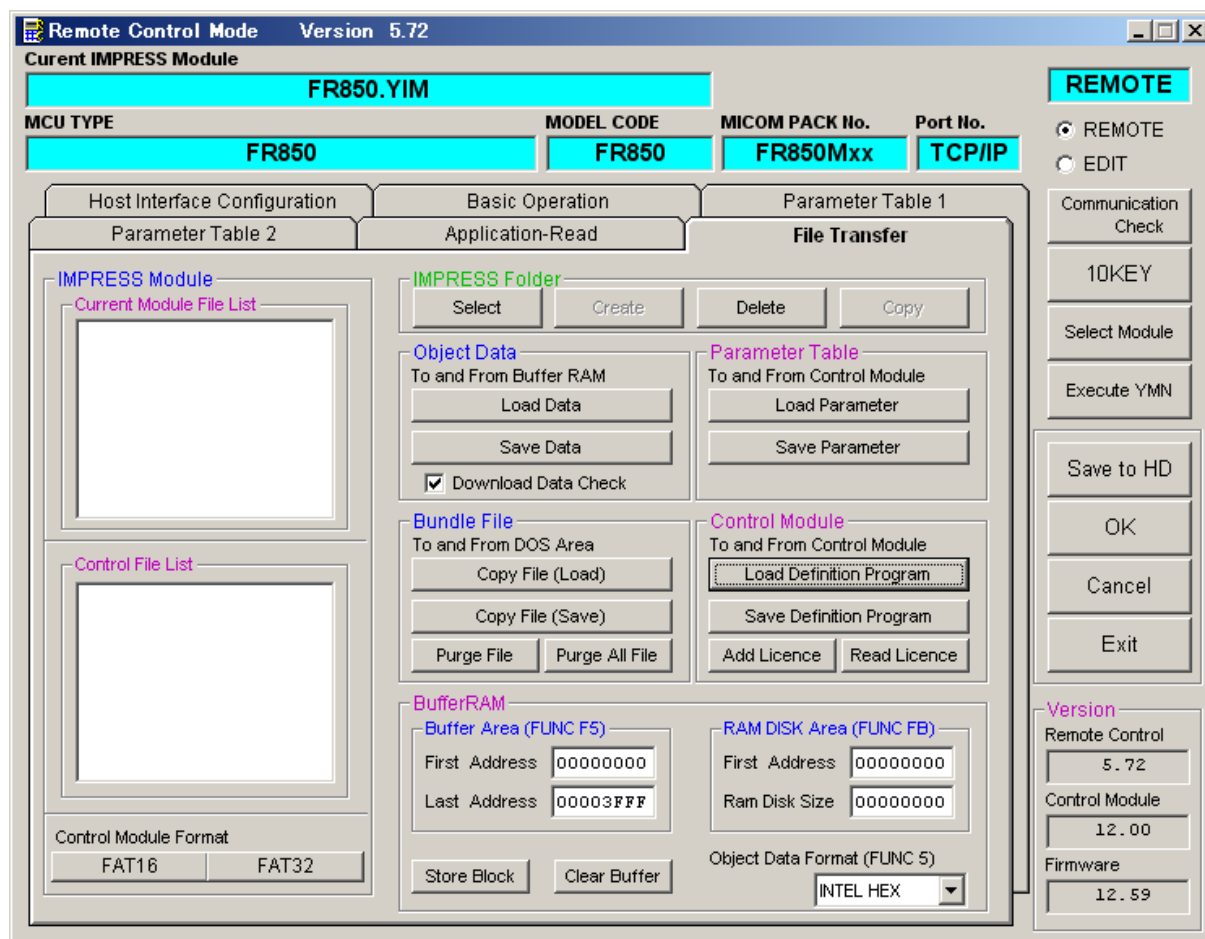 Remote Control Mode Version 5.72
Curent IMPRESS Module
FR850.YIM
REMOTE
MCU TYPE MODEL CODE MICOM PACK No. Port No.
FR850 FR850 FR850Mxx TCP/IP
REMOTE
EDIT
Host Interface Configuration Basic Operation Parameter Table 1
Parameter Table 2 Application-Read File Transfer
Communication Check
10KEY
Select Module
Execute YMN
Save to HD
OK
Cancel
Exit
IMPRESS Module
Current Module File List
Control File List
Control Module Format
FAT16 FAT32
IMPRESS Folder
Select Create Delete Copy
Object Data
To and From Buffer RAM
Load Data
Save Data
Download Data Check
Parameter Table
To and From Control Module
Load Parameter
Save Parameter
Bundle File
To and From DOS Area
Copy File (Load)
Copy File (Save)
Purge File Purge All File
Control Module
To and From Control Module
Load Definition Program
Save Definition Program
Add Licence Read Licence
BufferRAM
Buffer Area (FUNC F5)
First Address 00000000
Last Address 00003FFF
RAM DISK Area (FUNC FB)
First Address 00000000
Ram Disk Size 00000000
Store Block Clear Buffer
Object Data Format (FUNC 5)
INTEL HEX
Version
Remote Control
5.72
Control Module
12.00
Firmware
12.59